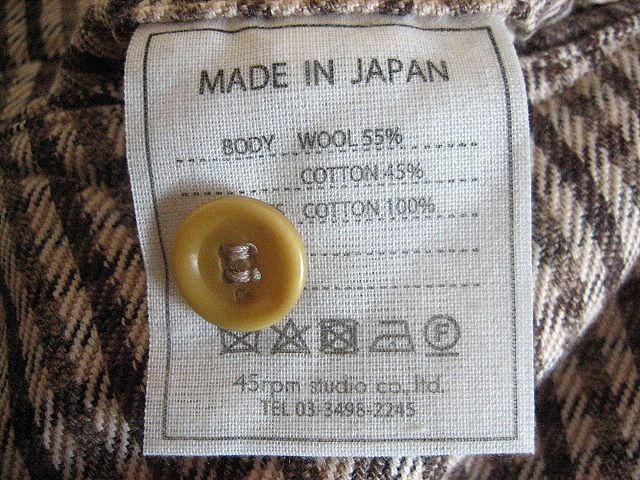 MADE IN JAPAN
BODY WOOL 55%
COTTON 45%
COTTON 100%
F
45rpm studio co.,ltd.
TEL 03-3498-2245